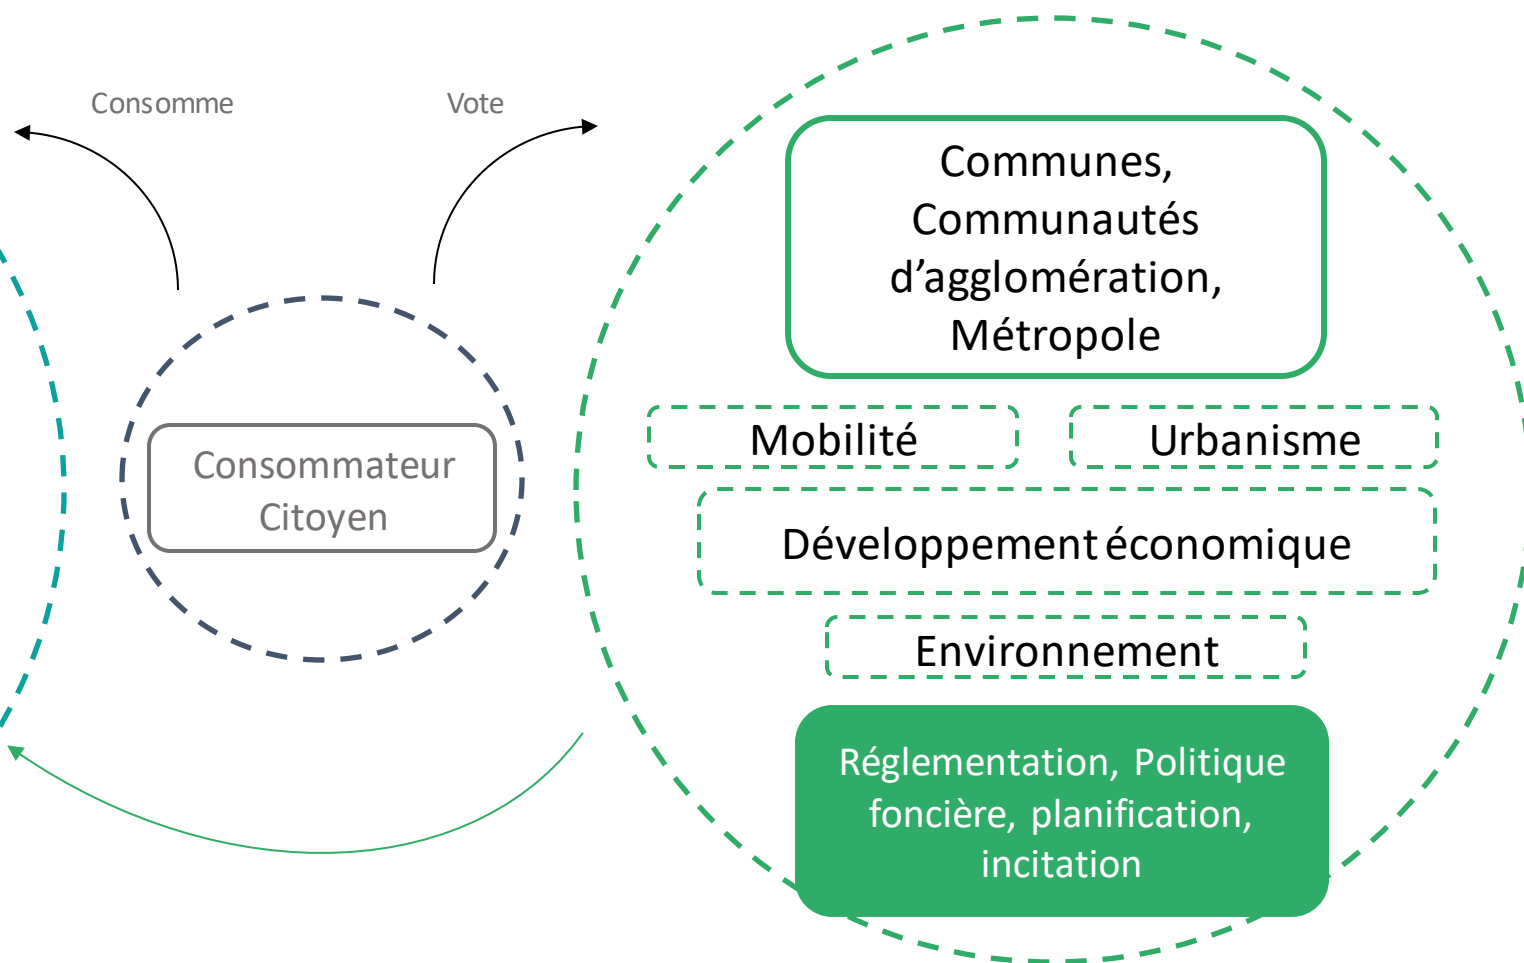 Consomme
Vote
Consommateur
Citoyen
Communes,
Communautés
d’agglomération,
Métropole
Mobilité
Urbanisme
Développement économique
Environnement
Réglementation, Politique
foncière, planification,
incitation